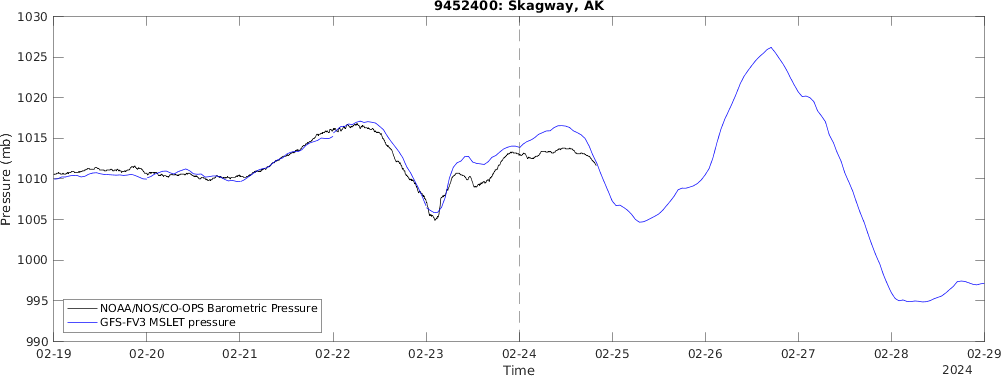 9452400: Skagway, AK
Pressure (mb)
1030
1025
1020
1015
1010
1005
1000
995
990
NOAA/NOS/CO-OPS Barometric Pressure
GFS-FV3 MSLET pressure
02-19 02-20 02-21 02-22 02-23 02-24 02-25 02-26 02-27 02-28 02-29
Time
2024